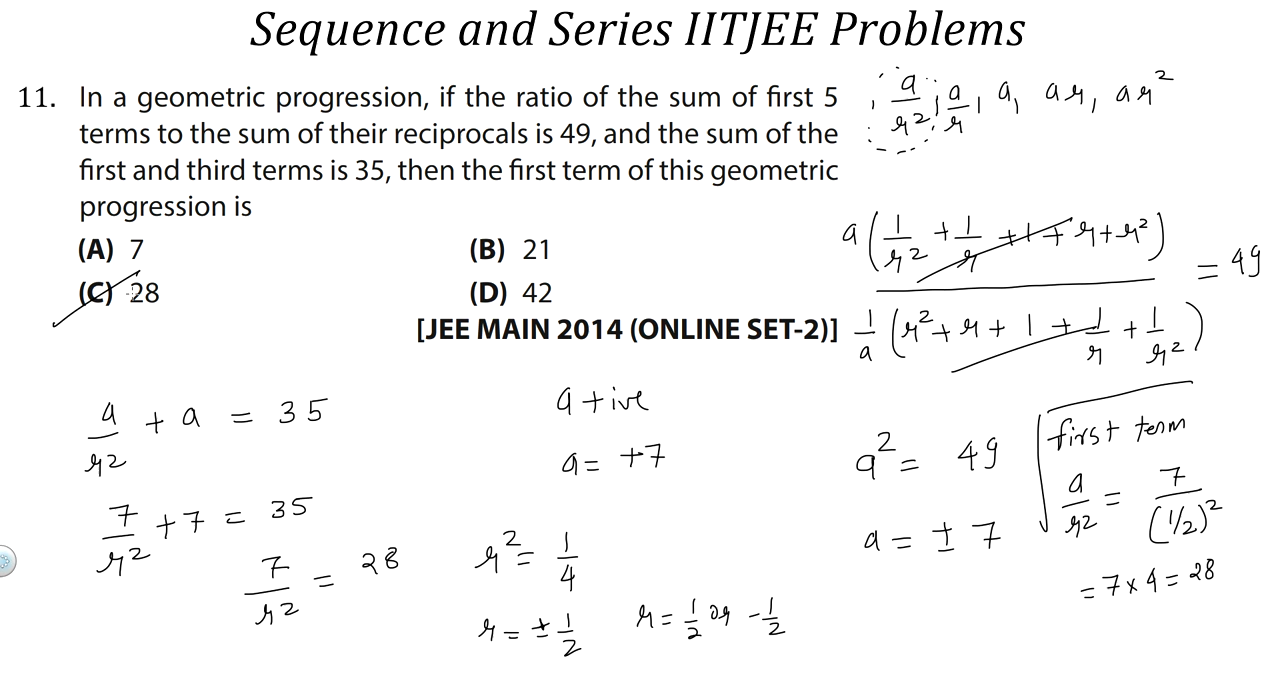 Sequence and Series IITJEE Problems
11. In a geometric progression, if the ratio of the sum of first 5
terms to the sum of their reciprocals is 49, and the sum of the
first and third terms is 35, then the first term of this geometric
progression is
(A) 7
(B) 21
(C) 28
(D) 42
[JEE MAIN 2014 (ONLINE SET-2)]
a/r², a/r, a, ar, ar²
a(1/r² + 1/r + 1 + r + r²) / 1/a(r² + r + 1 + 1/r + 1/r²) = 49
a² = 49
a = ± 7
a/r² + a = 35
7/r² + 7 = 35
7/r² = 28
a +ive
a = +7
r² = 1/4
r = ± 1/2
r = 1/2 or -1/2
first term
a/r² = 7/(1/2)²
= 7 × 4 = 28